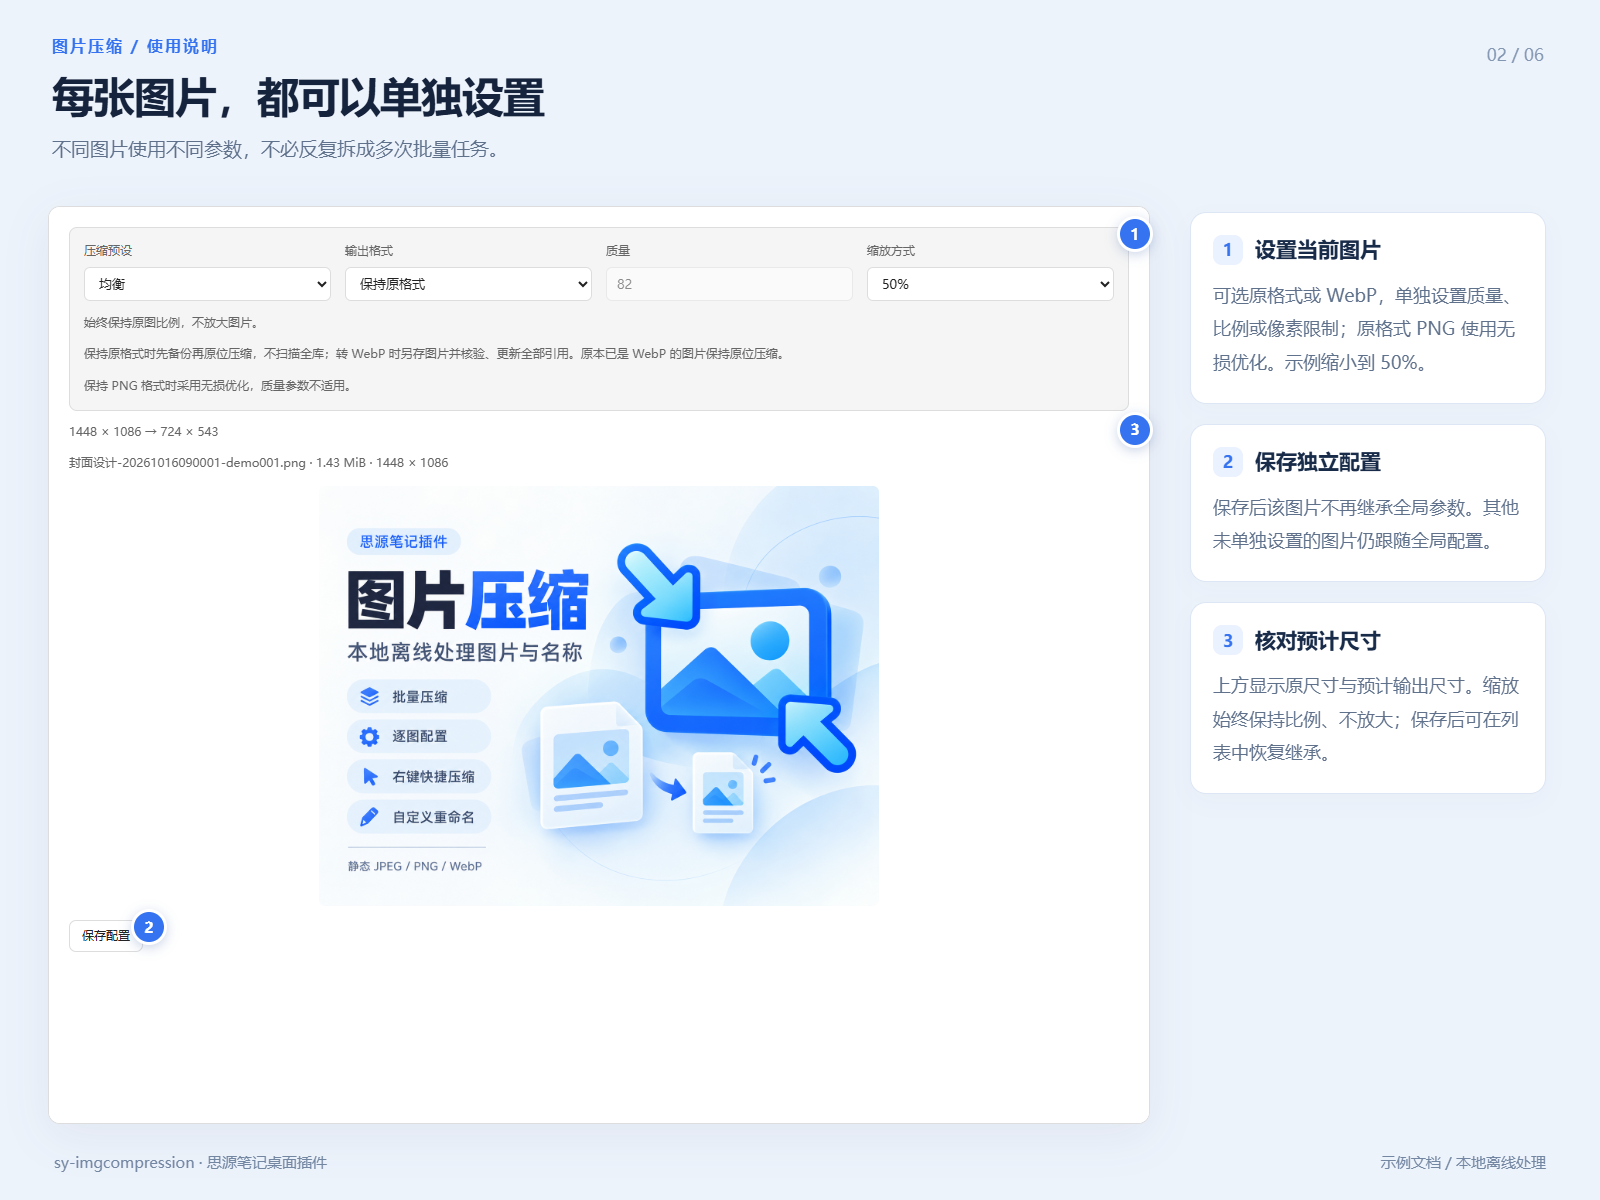 图片压缩 / 使用说明
02 / 06
每张图片，都可以单独设置
不同图片使用不同参数，不必反复拆成多次批量任务。
压缩预设
输出格式
质量
缩放方式
均衡
保持原格式
82
50%
始终保持原图比例，不放大图片。
保持原格式时先备份再原位压缩，不扫描全库；转 WebP 时另存图片并核验、更新全部引用。原本已是 WebP 的图片保持原位压缩。
保持 PNG 格式时采用无损优化，质量参数不适用。
1
1448 × 1086 → 724 × 543
3
封面设计-20261016090001-demo001.png · 1.43 MiB · 1448 × 1086
思源笔记插件
图片压缩
本地离线处理图片与名称
批量压缩
逐图配置
右键快捷压缩
自定义重命名
静态 JPEG / PNG / WebP
保存配置
2
1 设置当前图片
可选原格式或 WebP，单独设置质量、
比例或像素限制；原格式 PNG 使用无
损优化。示例缩小到 50%。
2 保存独立配置
保存后该图片不再继承全局参数。其他
未单独设置的图片仍跟随全局配置。
3 核对预计尺寸
上方显示原尺寸与预计输出尺寸。缩放
始终保持比例、不放大；保存后可在列
表中恢复继承。
sy-imgcompression · 思源笔记桌面插件
示例文档 / 本地离线处理